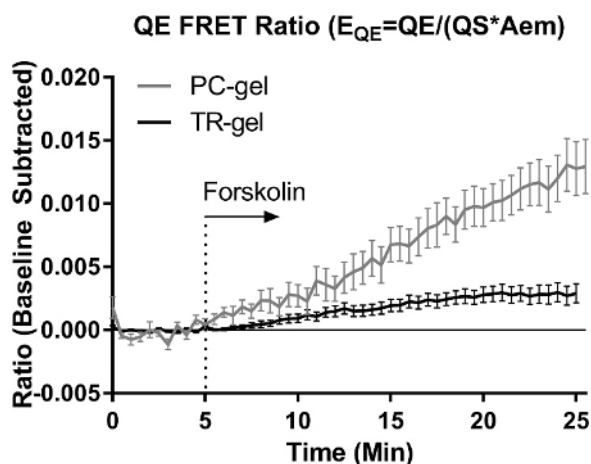 QE FRET Ratio (EQE=QE/(QS*Aem)
0.020
PC-gel
TR-gel
0.015
Forskolin
0.010
0.005
0.000
-0.005
Ratio (Baseline Subtracted)
0 5 10 15 20 25
Time (Min)